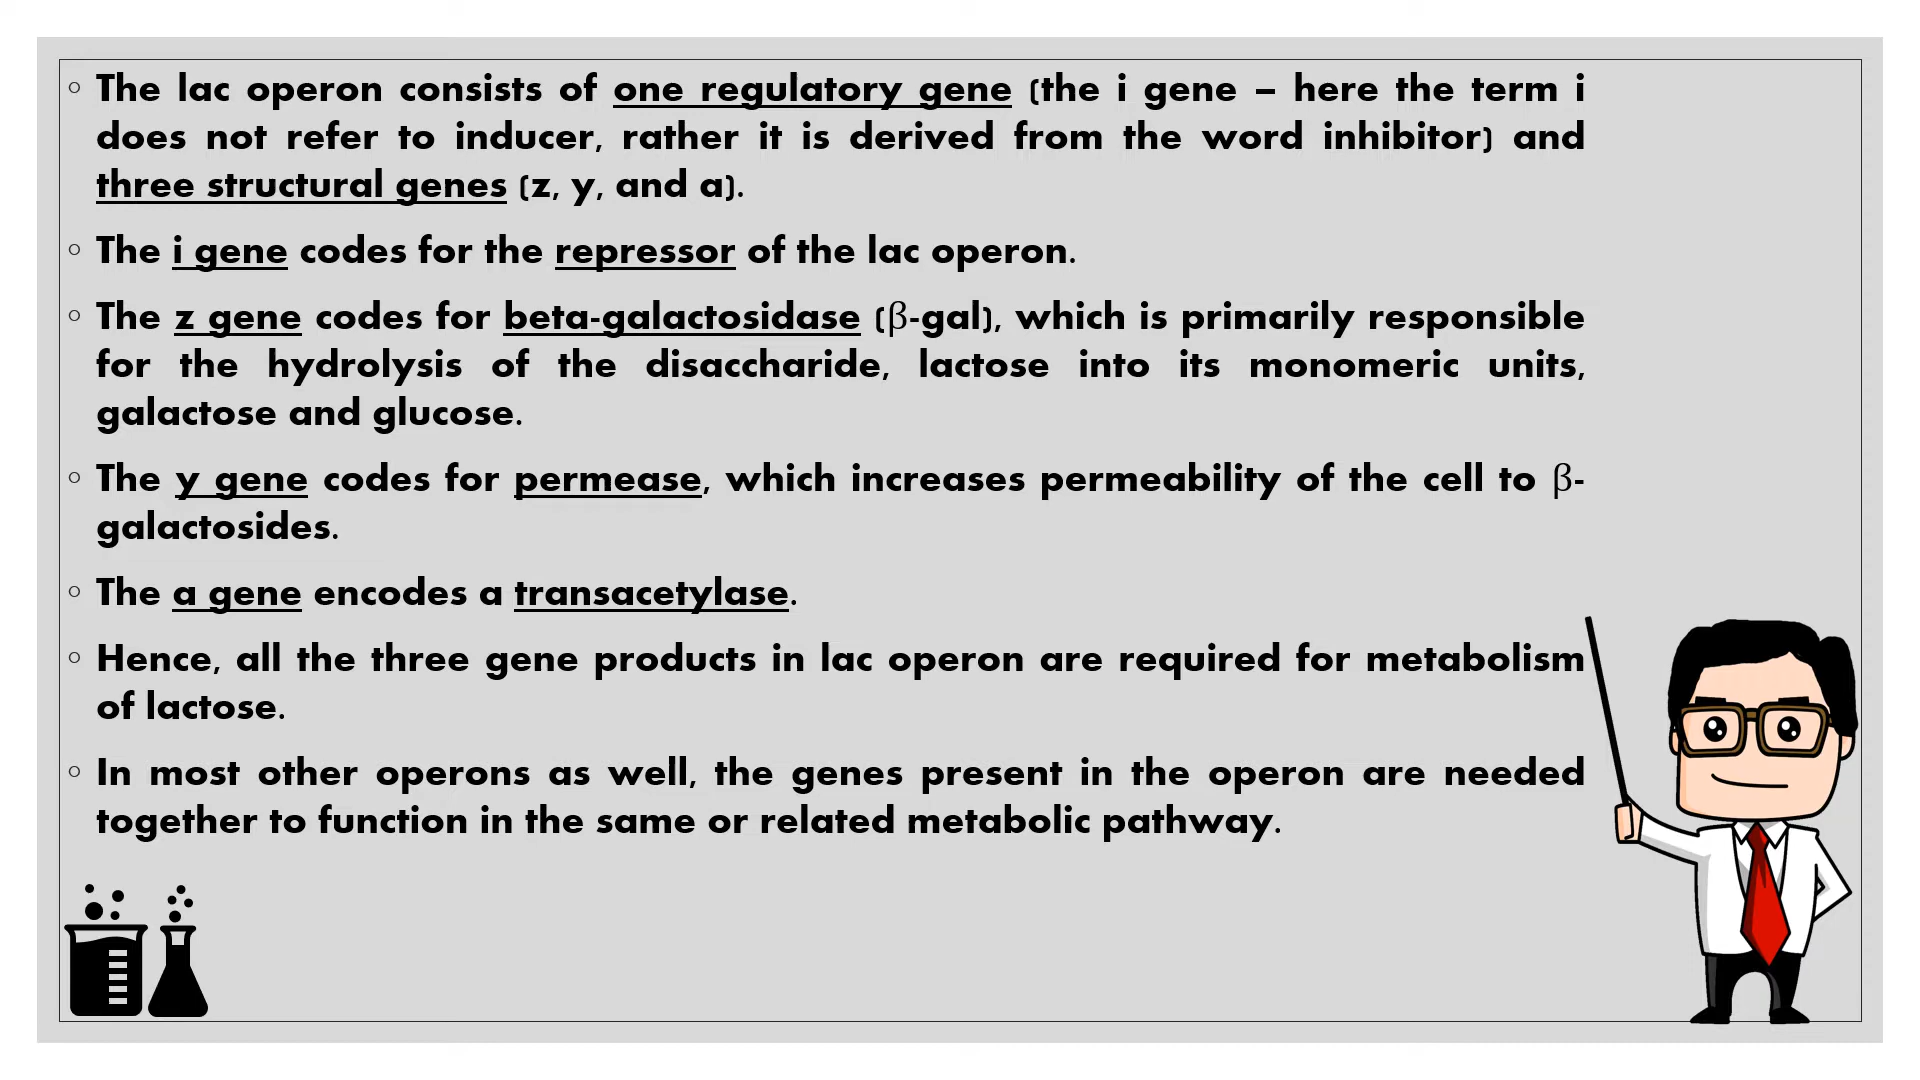 ◦ The lac operon consists of one regulatory gene (the i gene – here the term i
does not refer to inducer, rather it is derived from the word inhibitor) and
three structural genes (z, y, and a).
◦ The i gene codes for the repressor of the lac operon.
◦ The z gene codes for beta-galactosidase (β-gal), which is primarily responsible
for the hydrolysis of the disaccharide, lactose into its monomeric units,
galactose and glucose.
◦ The y gene codes for permease, which increases permeability of the cell to β-
galactosides.
◦ The a gene encodes a transacetylase.
◦ Hence, all the three gene products in lac operon are required for metabolism
of lactose.
◦ In most other operons as well, the genes present in the operon are needed
together to function in the same or related metabolic pathway.